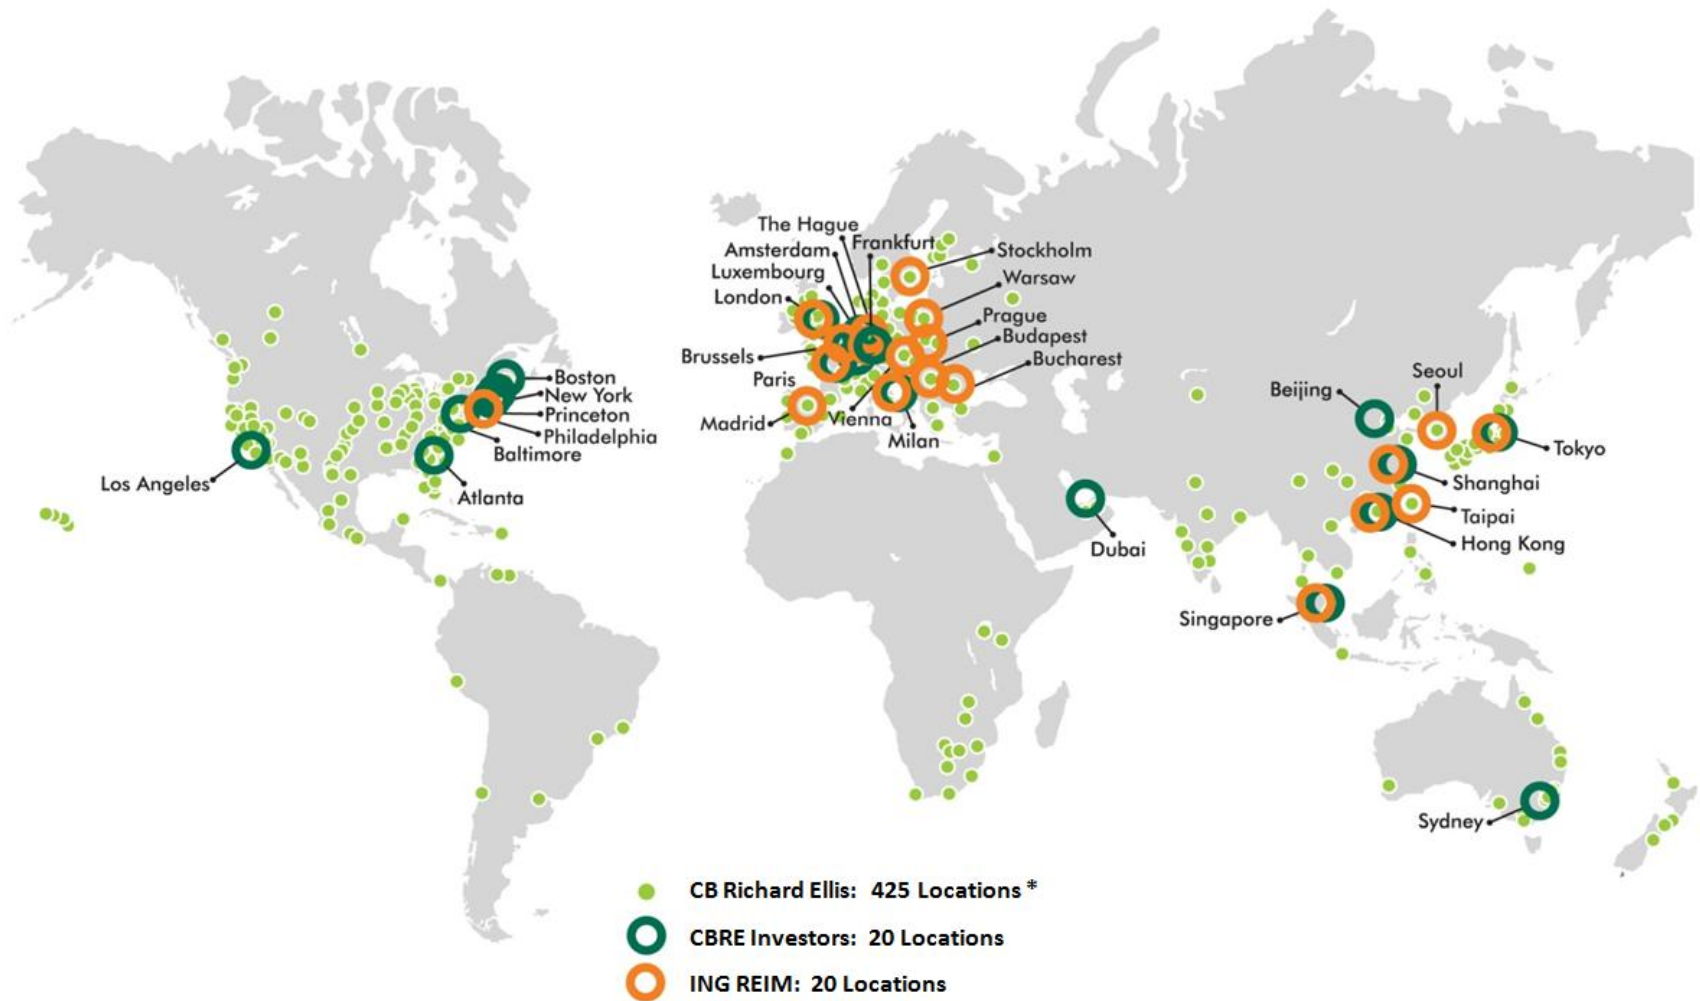 The Hague
Frankfurt
Amsterdam
Stockholm
Luxembourg
Warsaw
London
Prague
Budapest
Brussels
Bucharest
Paris
Madrid
Vienna
Milan
Boston
New York
Princeton
Philadelphia
Baltimore
Los Angeles
Atlanta
Dubai
Seoul
Beijing
Tokyo
Shanghai
Taipai
Hong Kong
Singapore
Sydney
CB Richard Ellis: 425 Locations *
CBRE Investors: 20 Locations
ING REIM: 20 Locations